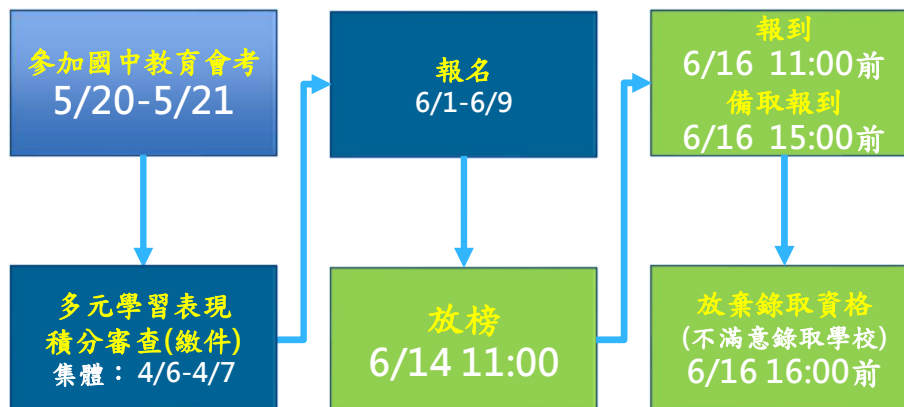 參加國中教育會考
5/20-5/21
多元學習表現
積分審查(繳件)
集體：4/6-4/7
報名
6/1-6/9
放榜
6/14 11:00
報到
6/16 11:00前
備取報到
6/16 15:00前
放棄錄取資格
(不滿意錄取學校)
6/16 16:00前